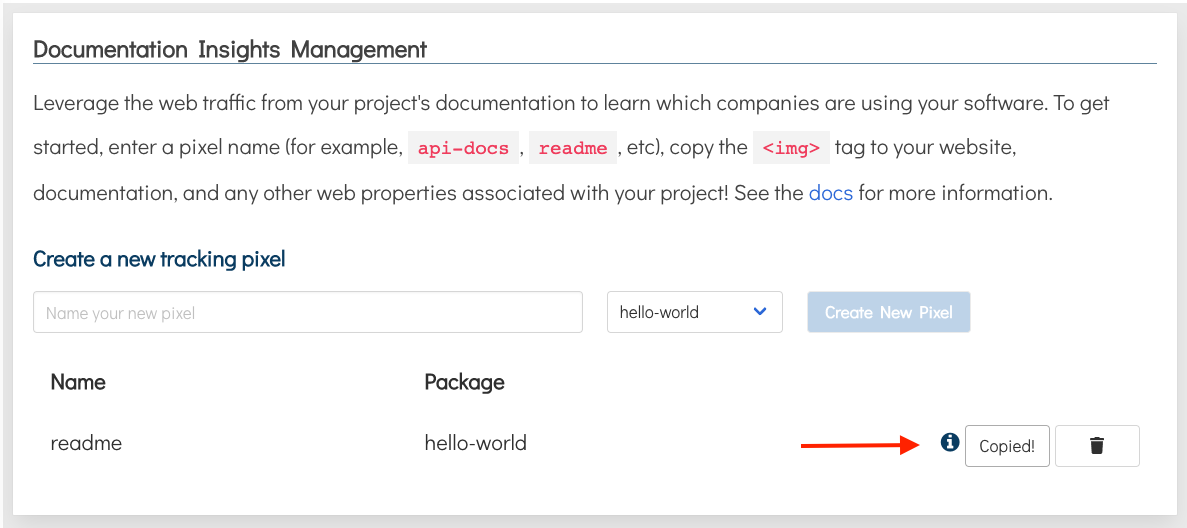 Documentation Insights Management
Leverage the web traffic from your project's documentation to learn which companies are using your software. To get
started, enter a pixel name (for example, api-docs , readme , etc), copy the <img> tag to your website,
documentation, and any other web properties associated with your project! See the docs for more information.
Create a new tracking pixel
Name your new pixel
hello-world
Create New Pixel
Name Package
readme hello-world Copied!